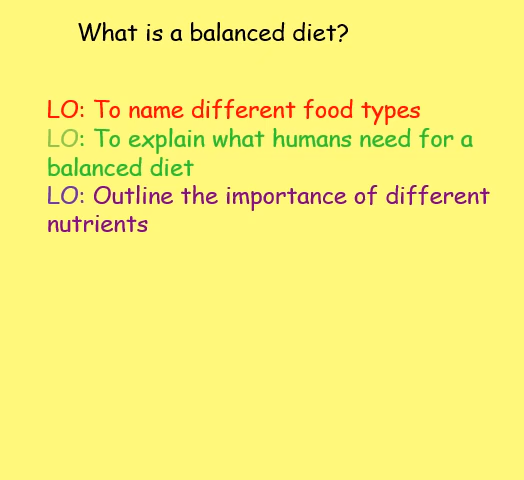 What is a balanced diet?
LO: To name different food types
LO: To explain what humans need for a
balanced diet
LO: Outline the importance of different
nutrients